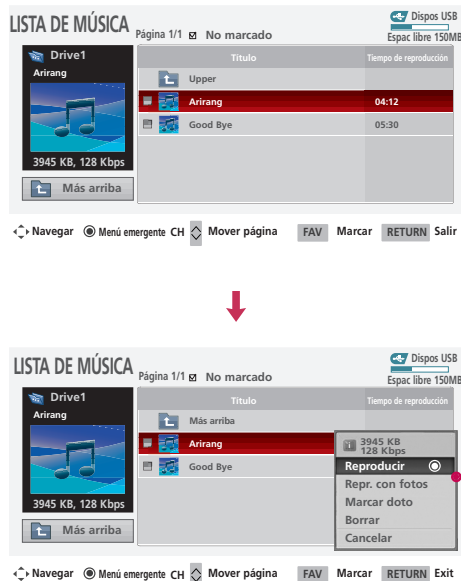 LISTA DE MÚSICA Página 1/1 No marcado Dispos USB
Espac libre 150MB
Drive1
Arirang
3945 KB, 128 Kbps
Más arriba
Título Tiempo de reproducción
Upper
Arirang 04:12
Good Bye 05:30
Navegar Menú emergente CH Mover página FAV Marcar RETURN Salir
LISTA DE MÚSICA Página 1/1 No marcado Dispos USB
Espac libre 150MB
Drive1
Arirang
3945 KB, 128 Kbps
Más arriba
Título Tiempo de reproducción
Más arriba
Arirang
Good Bye
3945 KB
128 Kbps
Reproducir
Repr. con fotos
Marcar doto
Borrar
Cancelar
Navegar Menú emergente CH Mover página FAV Marcar RETURN Exit